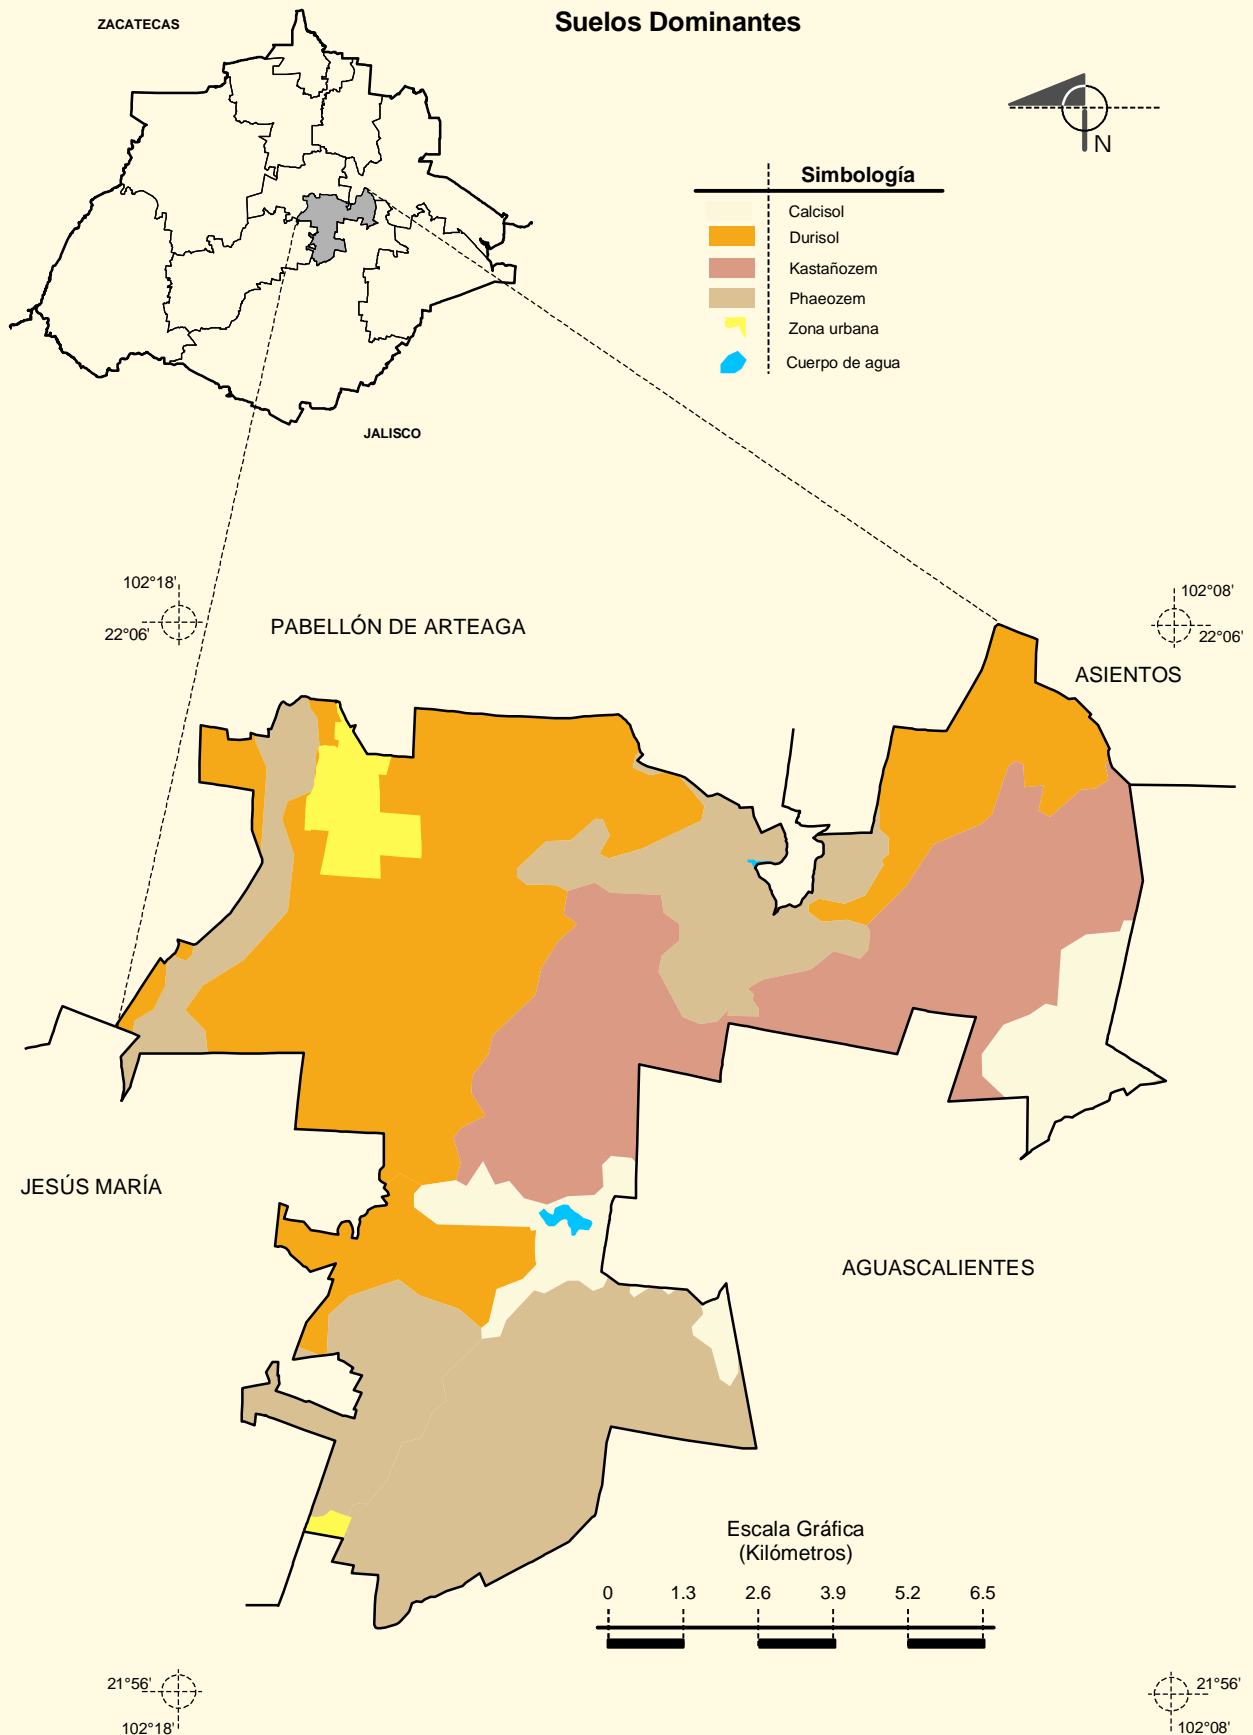 Suelos Dominantes
ZACATECAS
N
Simbología
Calcisol
Durisol
Kastañozem
Phaeozem
Zona urbana
Cuerpo de agua
JALISCO
102°18'
22°06'
102°08'
22°06'
PABELLÓN DE ARTEAGA
ASIENTOS
JESÚS MARÍA
AGUASCALIENTES
Escala Gráfica
(Kilómetros)
0 1.3 2.6 3.9 5.2 6.5
21°56'
102°18'
21°56'
102°08'